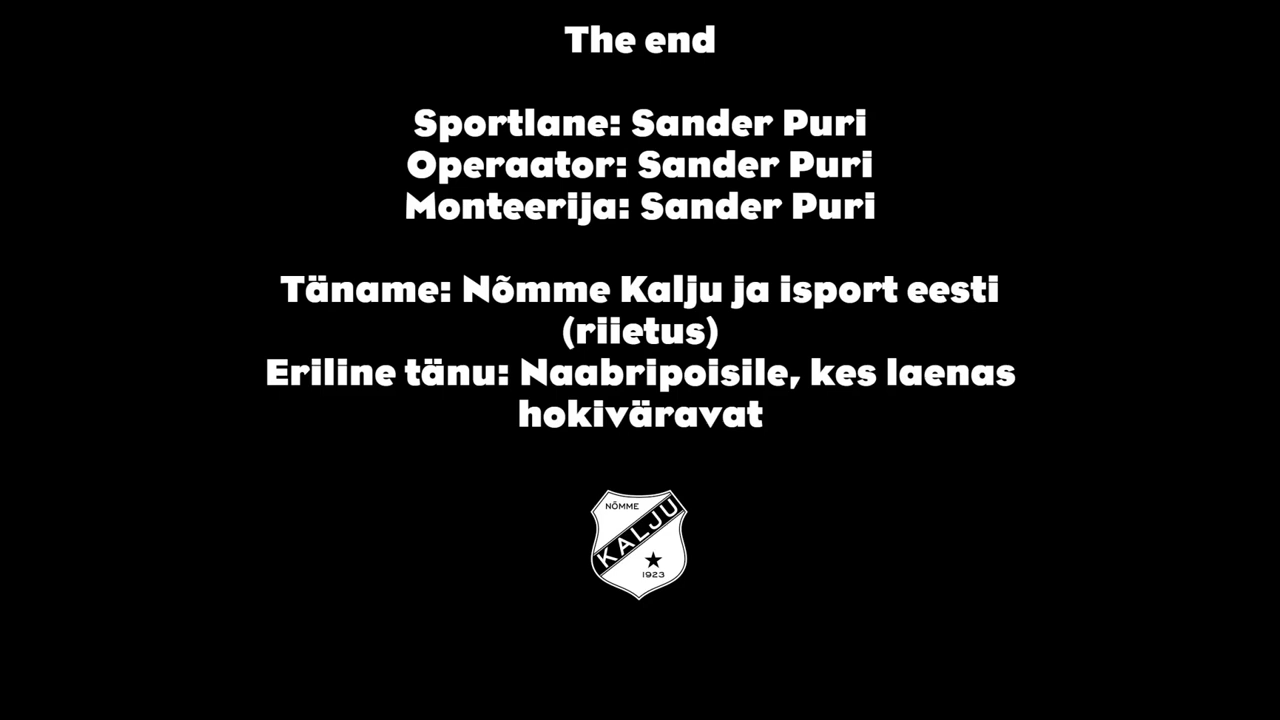 The end
Sportlane: Sander Puri
Operaator: Sander Puri
Monteerija: Sander Puri
Täname: Nõmme Kalju ja isport eesti
(riietus)
Eriline tänu: Naabripoisile, kes laenas
hokiväravat
NÕMME
KALJU
1923